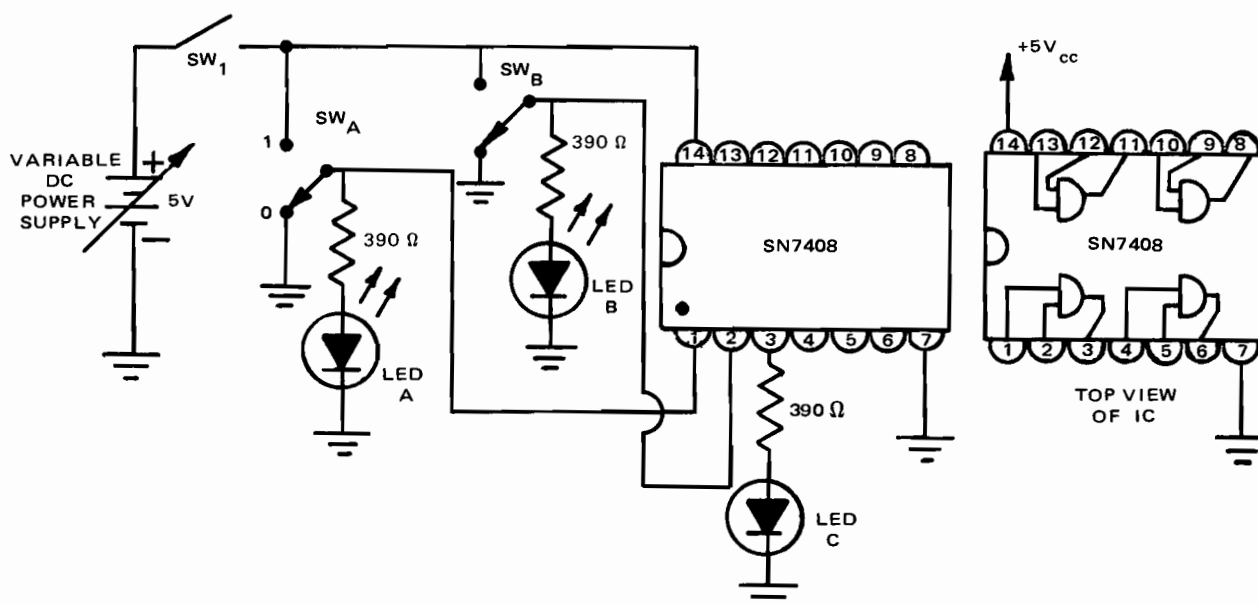 SW1
SWA
1
0
VARIABLE
DC
POWER
SUPPLY
+
5V
−
390 Ω
LED
A
SWB
390 Ω
LED
B
14 13 12 11 10 9 8
SN7408
1 2 3 4 5 6 7
390 Ω
LED
C
+5Vcc
14 13 12 11 10 9 8
SN7408
1 2 3 4 5 6 7
TOP VIEW
OF IC